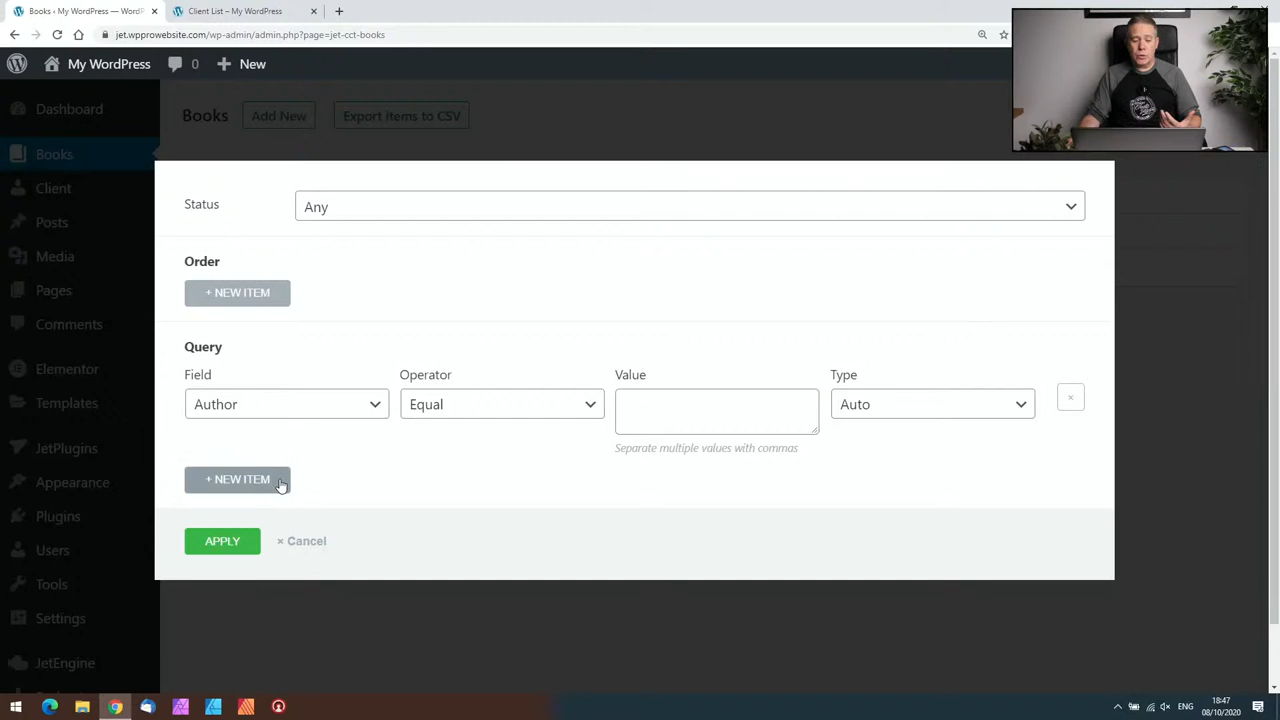 Books ‹ My WordPress — WordP
Client List – My WordPress
jet.wpprowebsite.com/wp-admin/admin.php?page=jet-cct-books
My WordPress
0
New
Dashboard
Books
Client
Posts
Media
Pages
Comments
Elementor
Templates
JetPlugins
Appearance
Plugins
Users
Tools
Settings
JetEngine
Books
Add New
Export items to CSV
Status
Any
Order
+ NEW ITEM
Query
Field
Operator
Value
Type
Author
Equal
Auto
×
Separate multiple values with commas
+ NEW ITEM
APPLY
× Cancel
ENG
18:47
08/10/2020